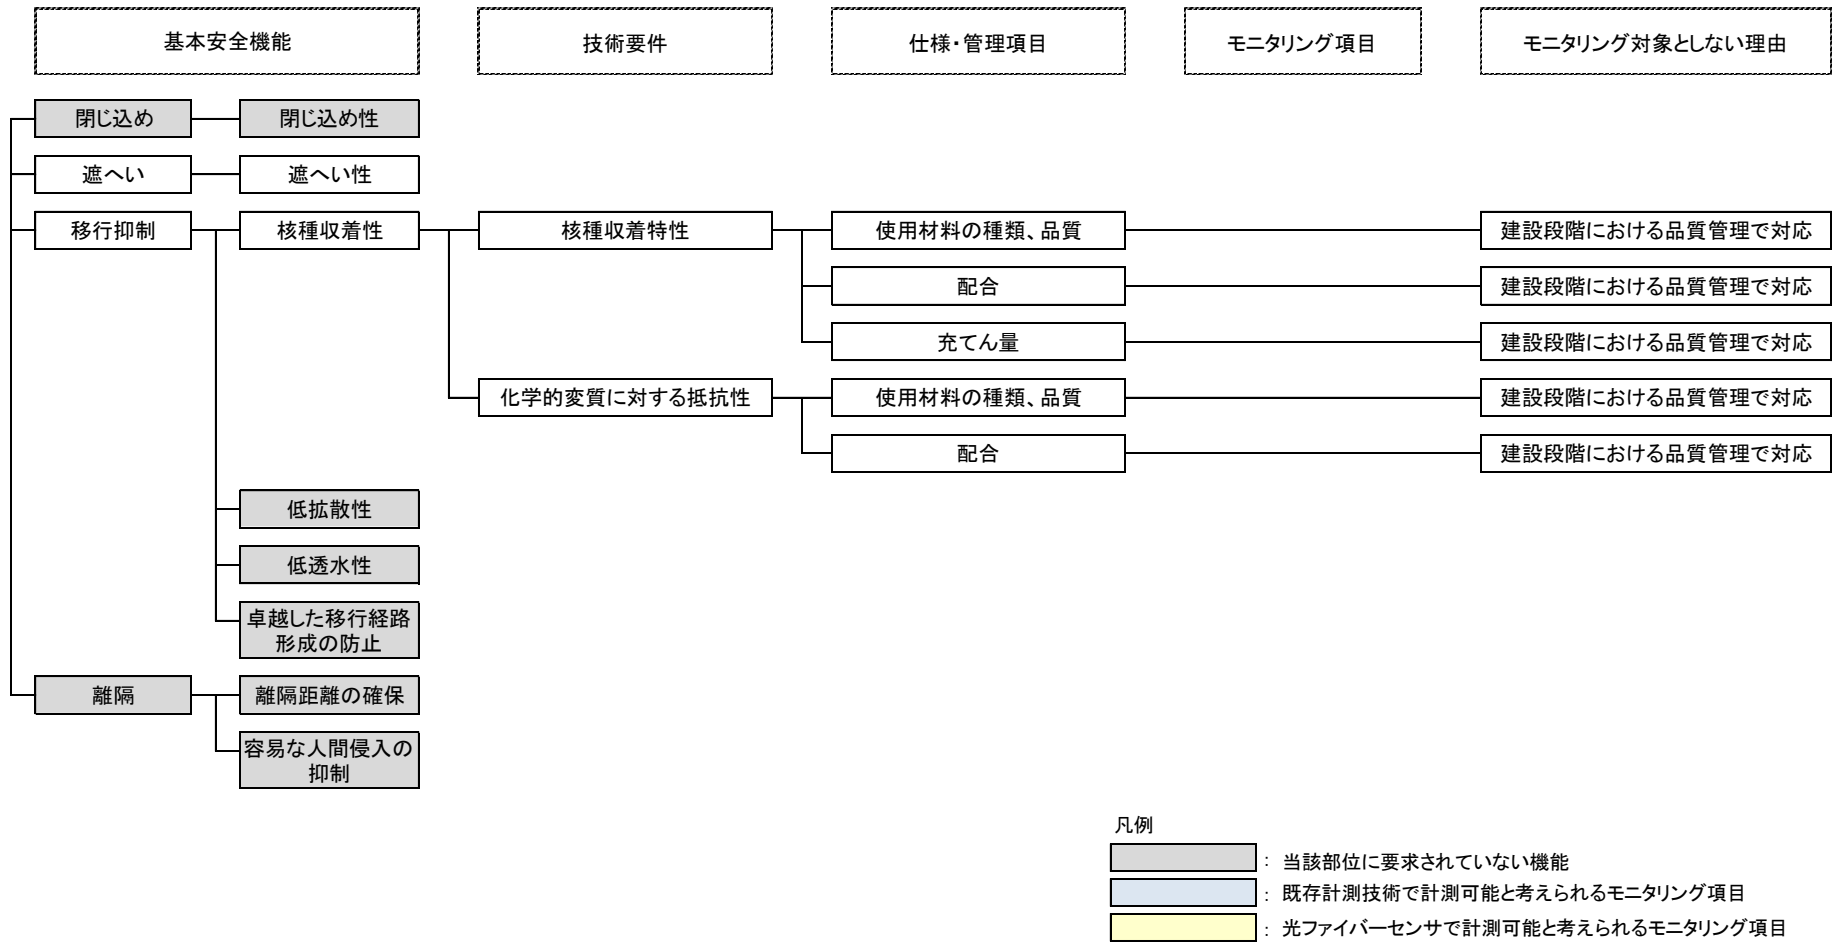 基本安全機能
技術要件
仕様・管理項目
モニタリング項目
モニタリング対象としない理由
閉じ込め
閉じ込め性
遮へい
遮へい性
移行抑制
核種収着性
核種収着特性
使用材料の種類、品質
建設段階における品質管理で対応
配合
建設段階における品質管理で対応
充てん量
建設段階における品質管理で対応
化学的変質に対する抵抗性
使用材料の種類、品質
建設段階における品質管理で対応
配合
建設段階における品質管理で対応
低拡散性
低透水性
卓越した移行経路
形成の防止
離隔
離隔距離の確保
容易な人間侵入の
抑制
凡例
: 当該部位に要求されていない機能
: 既存計測技術で計測可能と考えられるモニタリング項目
: 光ファイバーセンサで計測可能と考えられるモニタリング項目